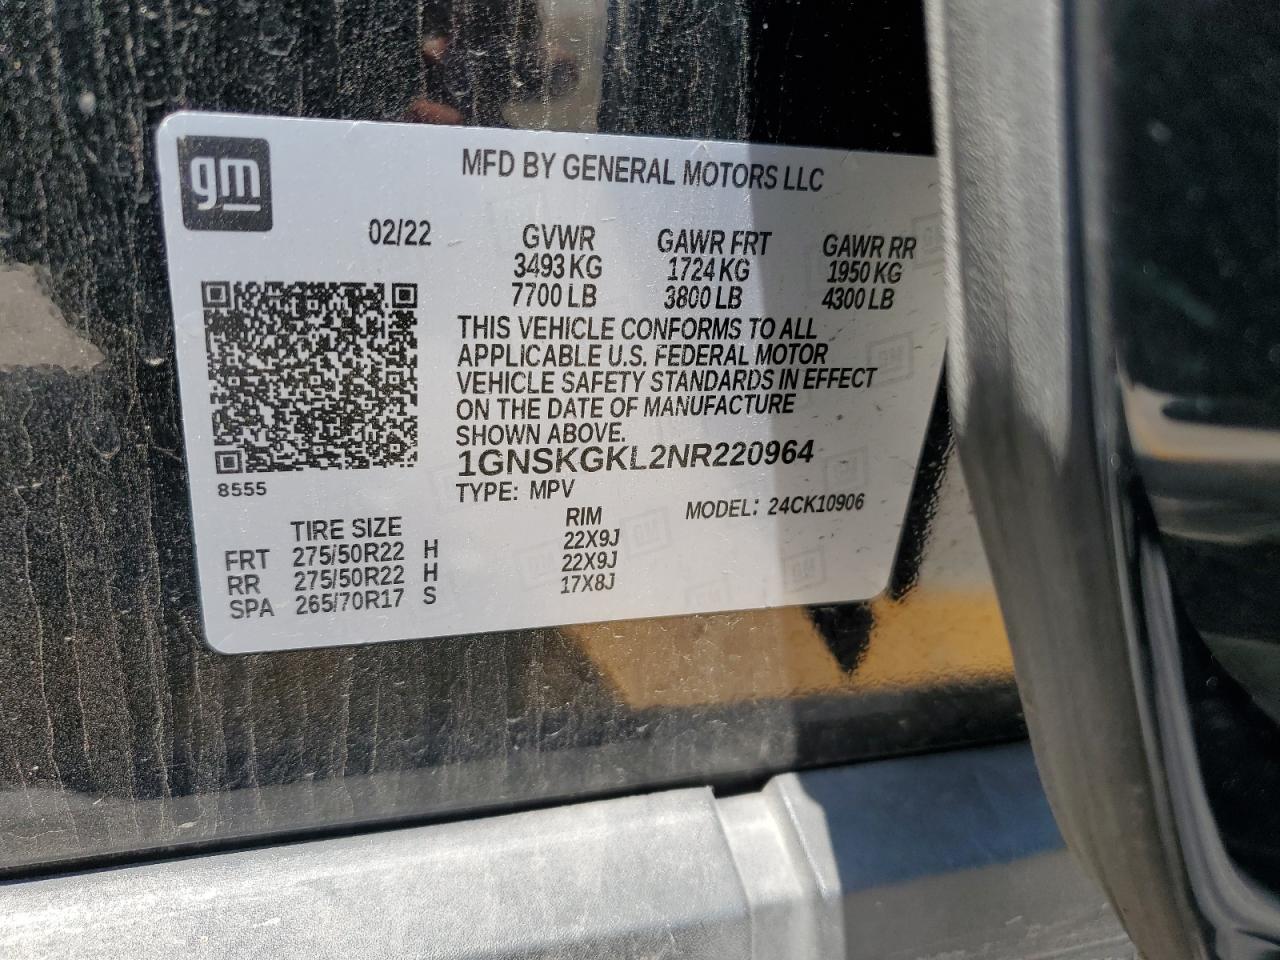 gm
MFD BY GENERAL MOTORS LLC
02/22
GVWR GAWR FRT GAWR RR
3493 KG 1724 KG 1950 KG
7700 LB 3800 LB 4300 LB
THIS VEHICLE CONFORMS TO ALL
APPLICABLE U.S. FEDERAL MOTOR
VEHICLE SAFETY STANDARDS IN EFFECT
ON THE DATE OF MANUFACTURE
SHOWN ABOVE.
1GNSKGKL2NR220964
8555
TYPE: MPV MODEL: 24CK10906
TIRE SIZE RIM
FRT 275/50R22 H 22X9J
RR 275/50R22 H 22X9J
SPA 265/70R17 S 17X8J